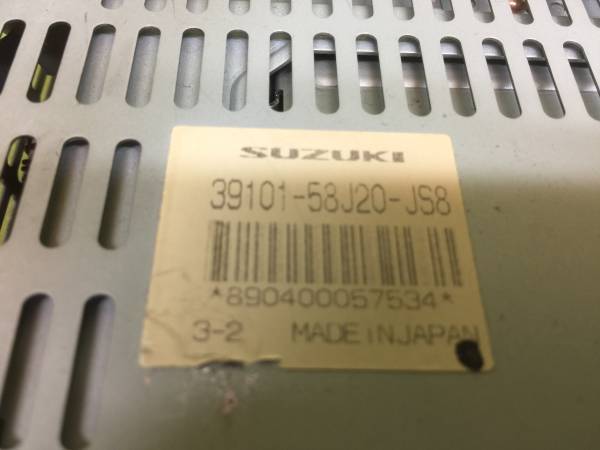 SUZUKI
39101-58J20-JS8
*890400057534*
3-2 MADE IN JAPAN